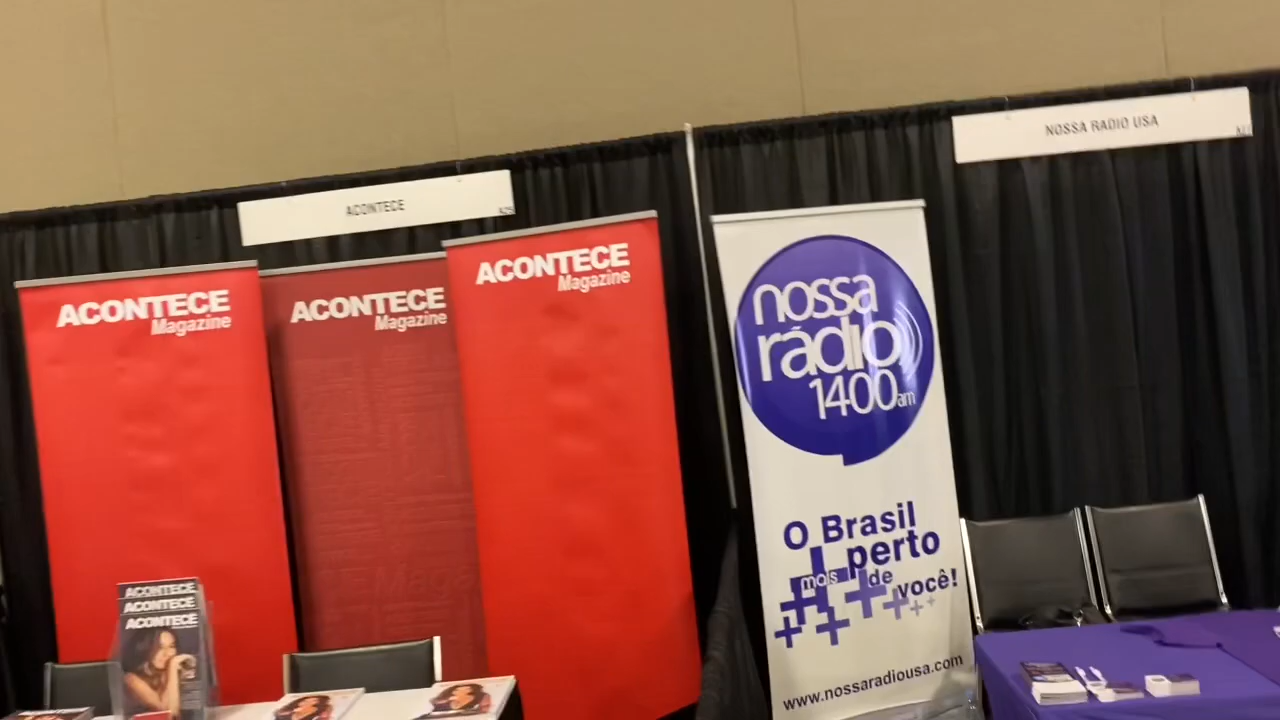 ACONTECE
NOSSA RADIO USA
ACONTECE
Magazine
ACONTECE
Magazine
ACONTECE
Magazine
nossa
rádio
1400am
O Brasil
perto
mais de
você!
www.nossaradiousa.com
ACONTECE
ACONTECE
ACONTECE